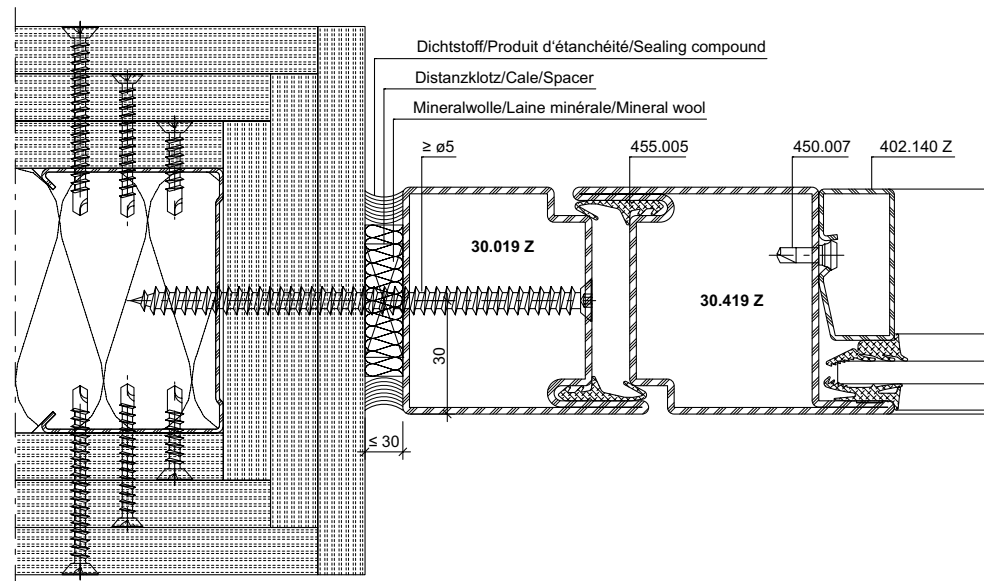 Dichtstoff/Produit d‘étanchéité/Sealing compound
Distanzklotz/Cale/Spacer
Mineralwolle/Laine minérale/Mineral wool
≥ ø5
455.005
450.007
402.140 Z
30.019 Z
30.419 Z
30
≤ 30